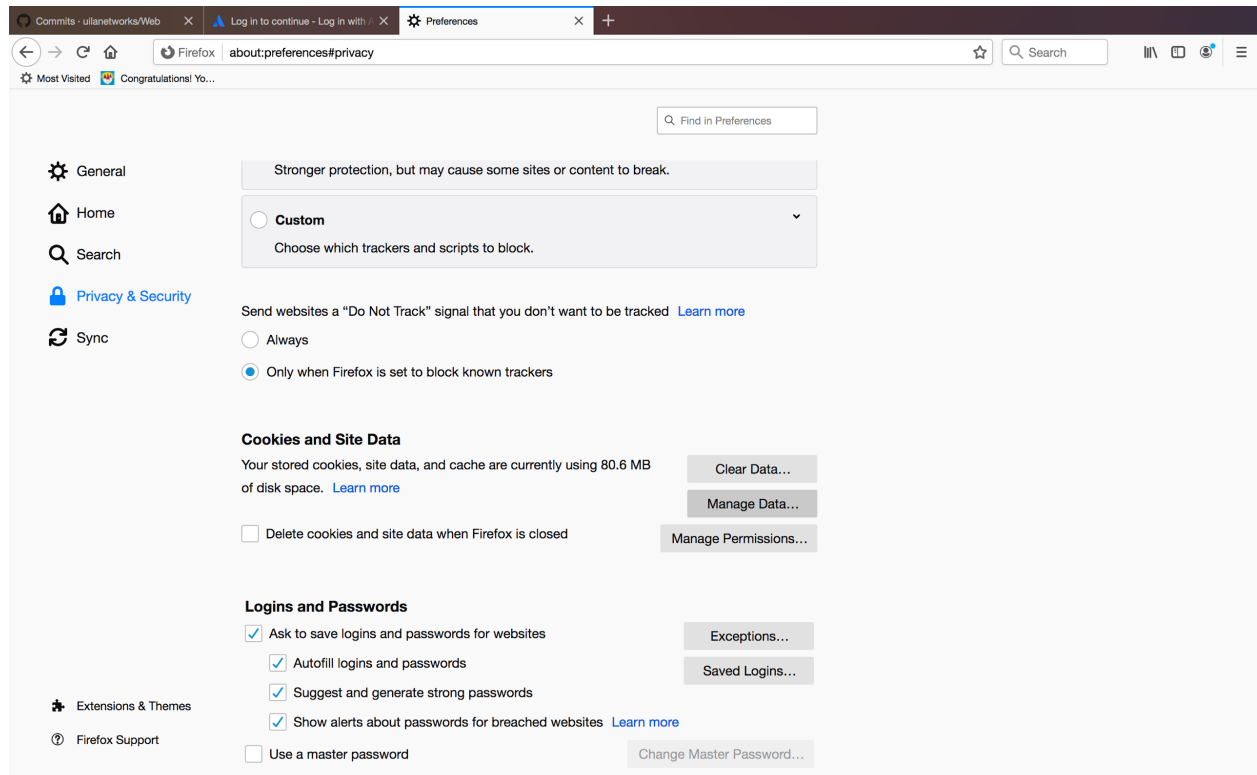 Commits · uilanetworks/Web
Log in to continue - Log in with A
Preferences
Firefox about:preferences#privacy
Search
Most Visited Congratulations! Yo...
Find in Preferences
General
Home
Search
Privacy & Security
Sync
Stronger protection, but may cause some sites or content to break.
Custom
Choose which trackers and scripts to block.
Send websites a “Do Not Track” signal that you don’t want to be tracked Learn more
Always
Only when Firefox is set to block known trackers
Cookies and Site Data
Your stored cookies, site data, and cache are currently using 80.6 MB
of disk space. Learn more
Clear Data...
Manage Data...
Delete cookies and site data when Firefox is closed
Manage Permissions...
Logins and Passwords
Ask to save logins and passwords for websites
Exceptions...
Autofill logins and passwords
Saved Logins...
Suggest and generate strong passwords
Show alerts about passwords for breached websites Learn more
Use a master password
Change Master Password...
Extensions & Themes
Firefox Support